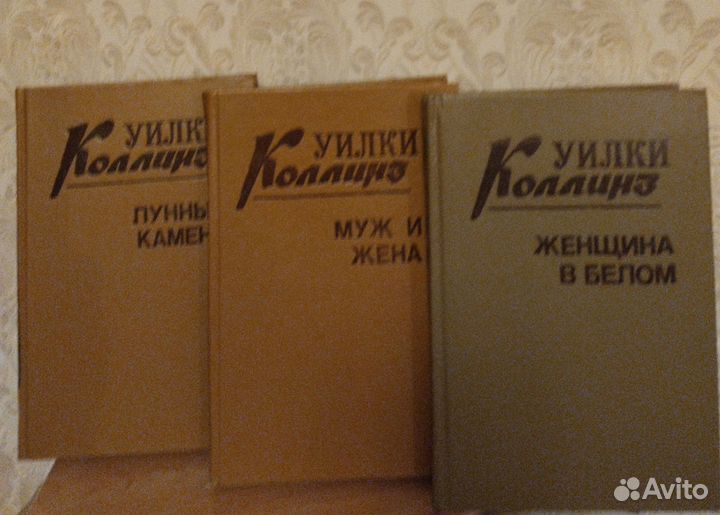 УИЛКИ
Коллинз
ЛУННЫ
КАМЕН
УИЛКИ
Коллинз
МУЖ И
ЖЕНА
УИЛКИ
Коллинз
ЖЕНЩИНА
В БЕЛОМ
Avito